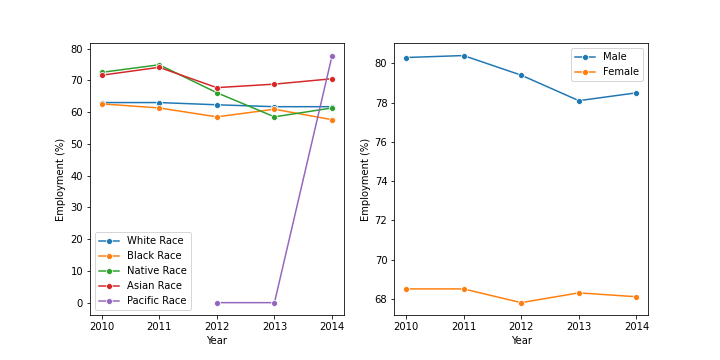 80
70
60
50
40
30
20
10
0
Employment (%)
White Race
Black Race
Native Race
Asian Race
Pacific Race
2010 2011 2012 2013 2014
Year
80
78
76
74
72
70
68
Employment (%)
Male
Female
2010 2011 2012 2013 2014
Year